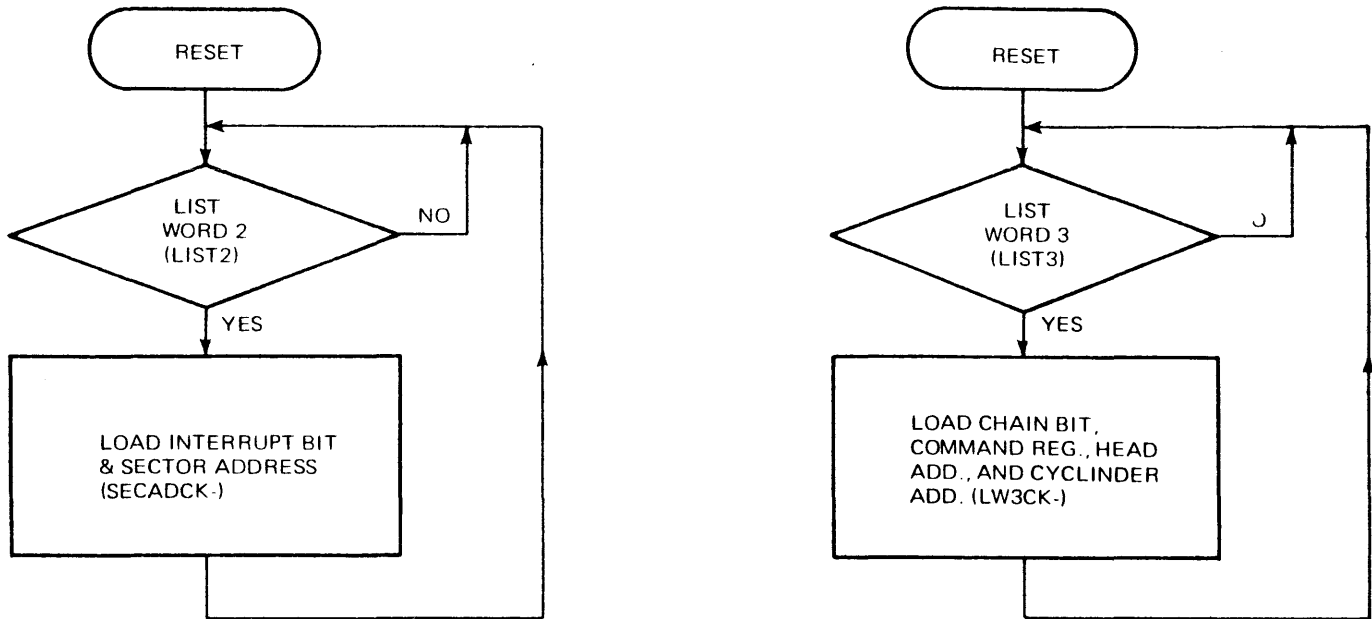 RESET
LIST
WORD 2
(LIST2)
NO
YES
LOAD INTERRUPT BIT
& SECTOR ADDRESS
(SECADCK-)
RESET
LIST
WORD 3
(LIST3)
YES
LOAD CHAIN BIT,
COMMAND REG., HEAD
ADD., AND CYCLINDER
ADD. (LW3CK-)